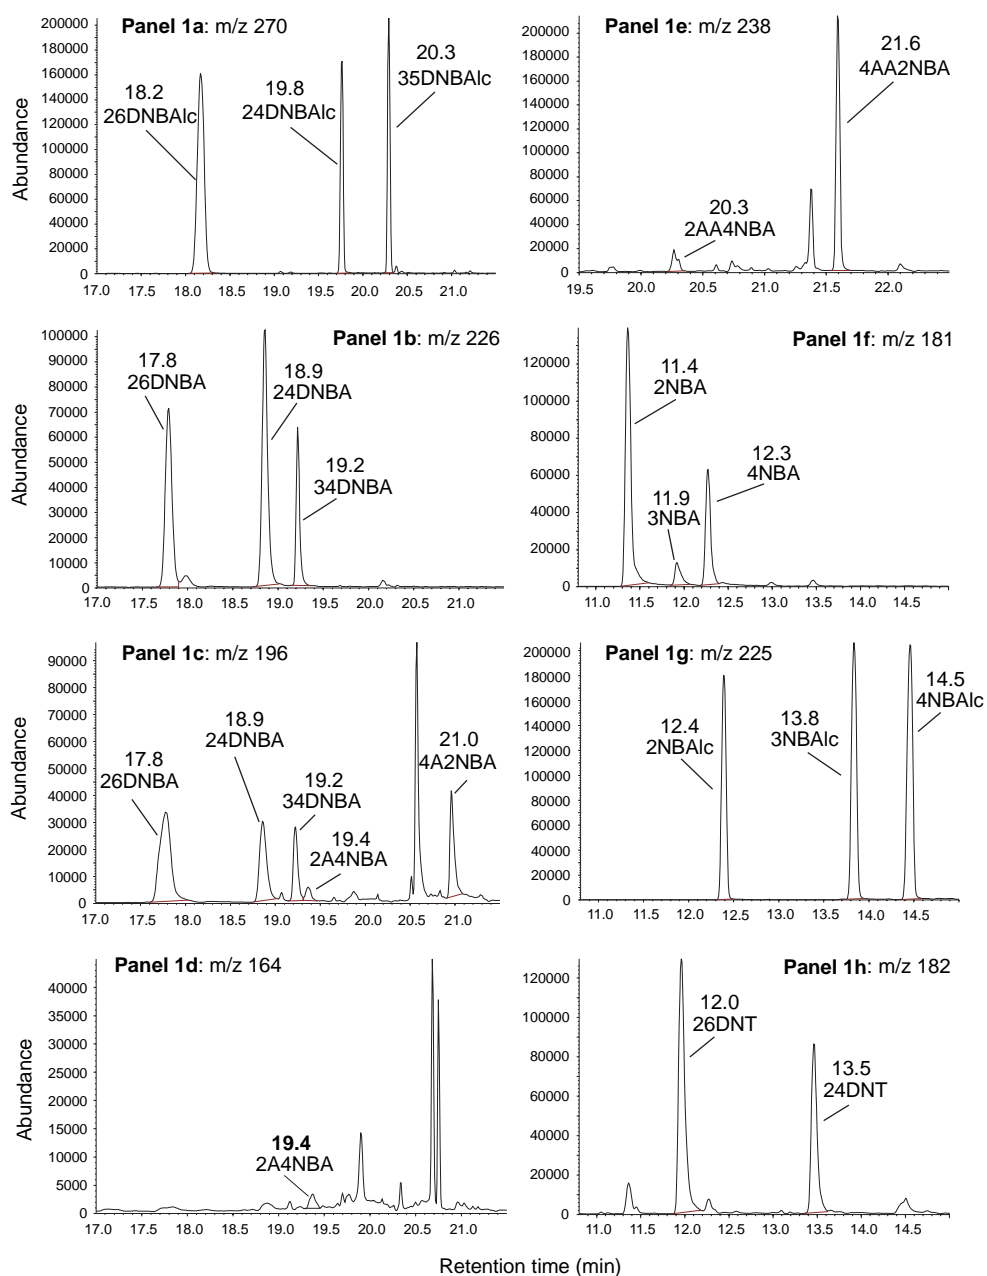 Panel 1a: m/z 270
Abundance
200000
180000
160000
140000
120000
100000
80000
60000
40000
20000
0
18.2
26DNBAlc
19.8
24DNBAlc
20.3
35DNBAlc
17.0 17.5 18.0 18.5 19.0 19.5 20.0 20.5 21.0
Panel 1e: m/z 238
200000
180000
160000
140000
120000
100000
80000
60000
40000
20000
0
21.6
4AA2NBA
20.3
2AA4NBA
19.5 20.0 20.5 21.0 21.5 22.0
Panel 1b: m/z 226
Abundance
100000
90000
80000
70000
60000
50000
40000
30000
20000
10000
0
17.8
26DNBA
18.9
24DNBA
19.2
34DNBA
17.0 17.5 18.0 18.5 19.0 19.5 20.0 20.5 21.0
Panel 1f: m/z 181
120000
100000
80000
60000
40000
20000
0
11.4
2NBA
11.9
3NBA
12.3
4NBA
11.0 11.5 12.0 12.5 13.0 13.5 14.0 14.5
Panel 1c: m/z 196
Abundance
90000
80000
70000
60000
50000
40000
30000
20000
10000
0
17.8
26DNBA
18.9
24DNBA
19.2
34DNBA
19.4
2A4NBA
21.0
4A2NBA
17.0 17.5 18.0 18.5 19.0 19.5 20.0 20.5 21.0
Panel 1g: m/z 225
200000
180000
160000
140000
120000
100000
80000
60000
40000
20000
0
12.4
2NBAlc
13.8
3NBAlc
14.5
4NBAlc
11.0 11.5 12.0 12.5 13.0 13.5 14.0 14.5
Panel 1d: m/z 164
Abundance
40000
35000
30000
25000
20000
15000
10000
5000
0
19.4
2A4NBA
17.0 17.5 18.0 18.5 19.0 19.5 20.0 20.5 21.0
Panel 1h: m/z 182
120000
100000
80000
60000
40000
20000
0
12.0
26DNT
13.5
24DNT
11.0 11.5 12.0 12.5 13.0 13.5 14.0 14.5
Retention time (min)